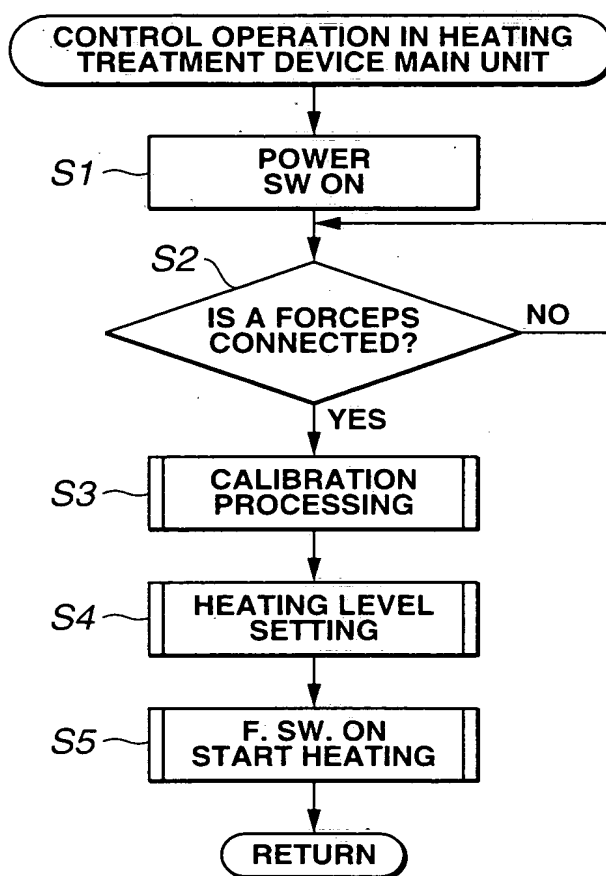 CONTROL OPERATION IN HEATING
TREATMENT DEVICE MAIN UNIT
S1
POWER
SW ON
S2
IS A FORCEPS
CONNECTED?
NO
YES
S3
CALIBRATION
PROCESSING
S4
HEATING LEVEL
SETTING
S5
F. SW. ON
START HEATING
RETURN